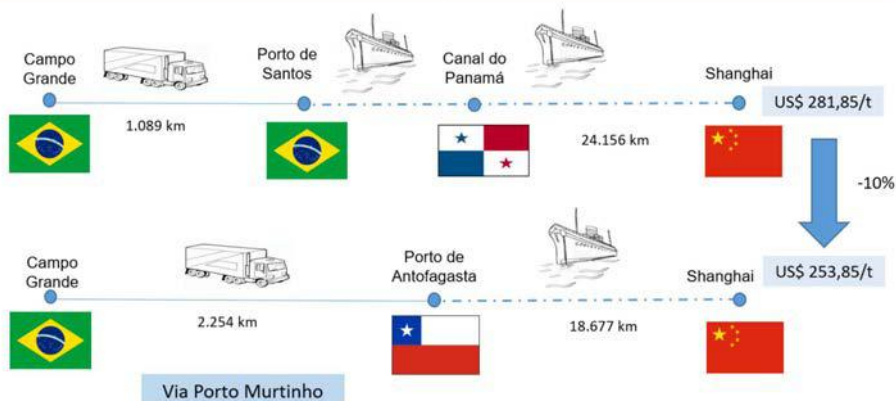 Campo
Grande
Porto de
Santos
Canal do
Panamá
Shanghai
US$ 281,85/t
1.089 km
24.156 km
-10%
Campo
Grande
Porto de
Antofagasta
Shanghai
US$ 253,85/t
2.254 km
18.677 km
Via Porto Murtinho